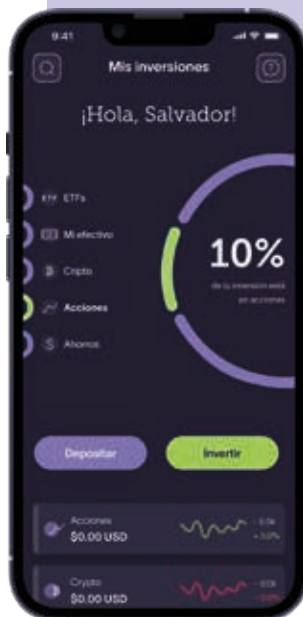 9:41
Mis inversiones
¡Hola, Salvador!
ETF ETFs
Mi efectivo
Cripto
Acciones
Ahorros
10%
de tu inversión está
en acciones
Depositar
Invertir
Acciones
$0.00 USD
Crypto
$0.00 USD